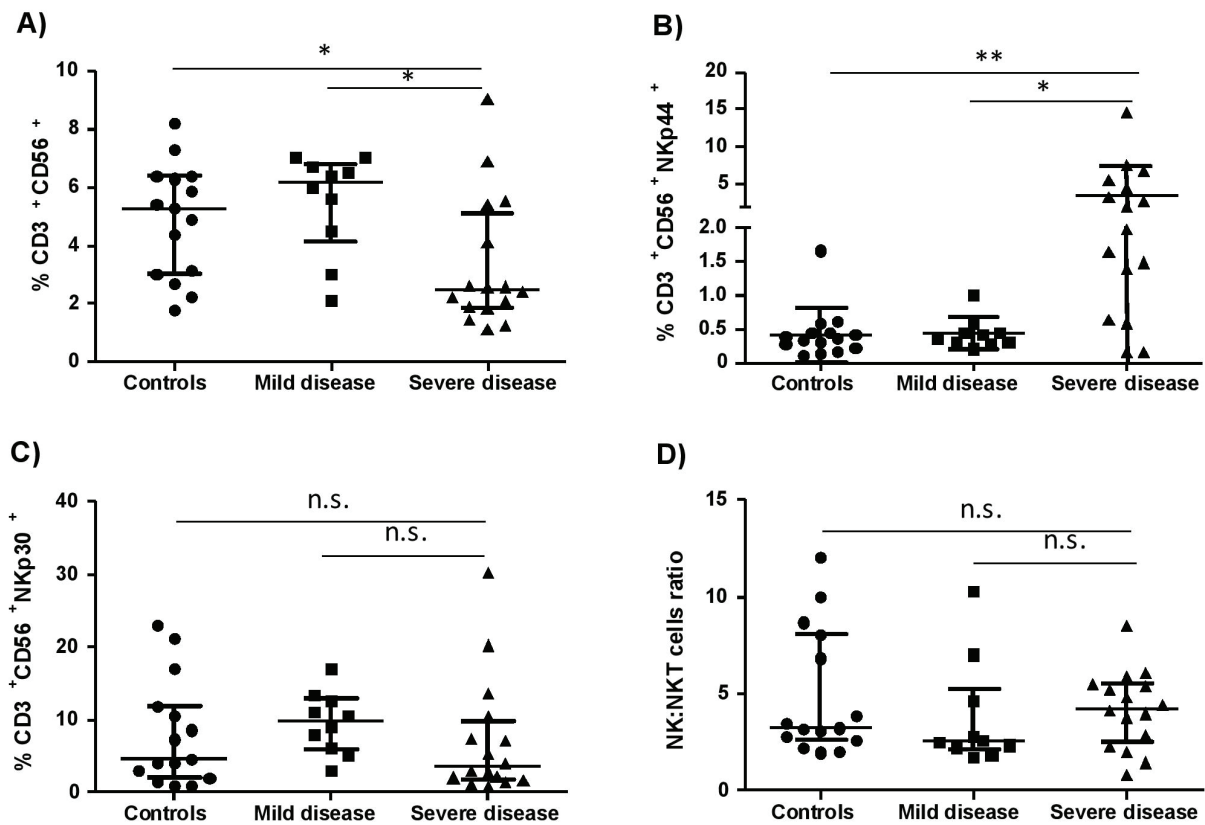 A)
% CD3 +CD56 +
10
8
6
4
2
0
*
*
Controls Mild disease Severe disease
B)
% CD3 +CD56 +NKp44 +
20
15
10
5
2.0
1.5
1.0
0.5
0
**
*
Controls Mild disease Severe disease
C)
% CD3 +CD56 +NKp30 +
40
30
20
10
0
n.s.
n.s.
Controls Mild disease Severe disease
D)
NK:NKT cells ratio
15
10
5
0
n.s.
n.s.
Controls Mild disease Severe disease